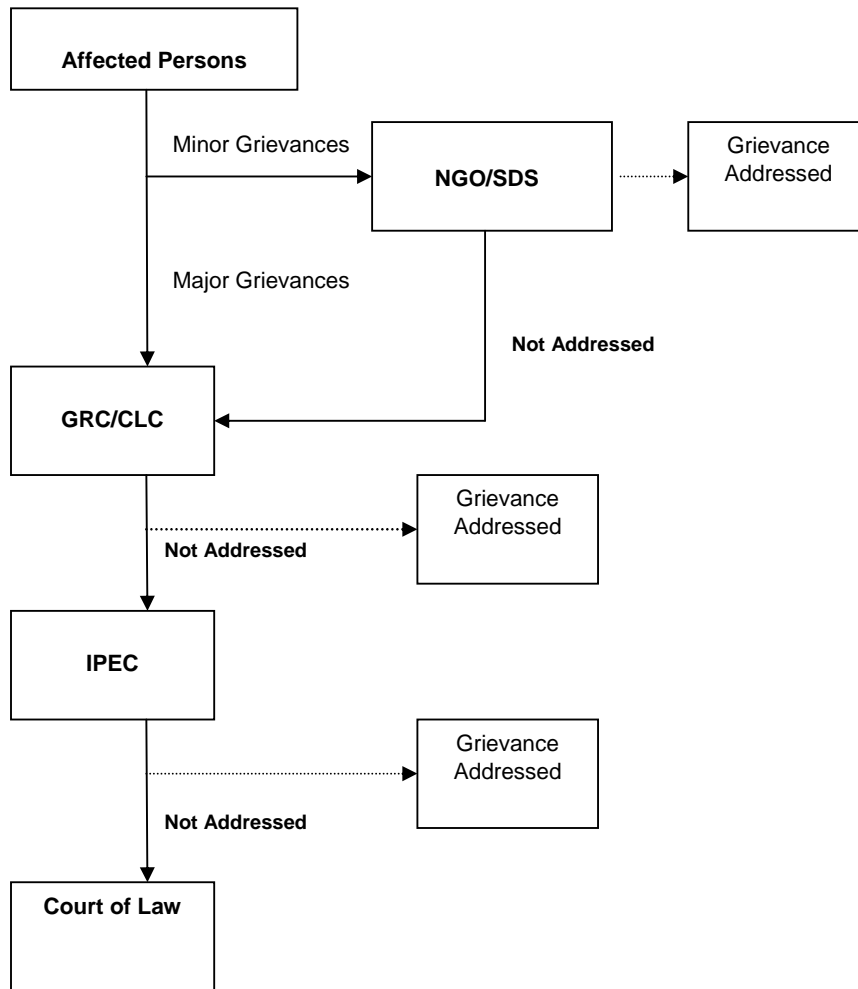 Affected Persons
Minor Grievances
NGO/SDS
Grievance
Addressed
Major Grievances
Not Addressed
GRC/CLC
Grievance
Addressed
Not Addressed
IPEC
Grievance
Addressed
Not Addressed
Court of Law